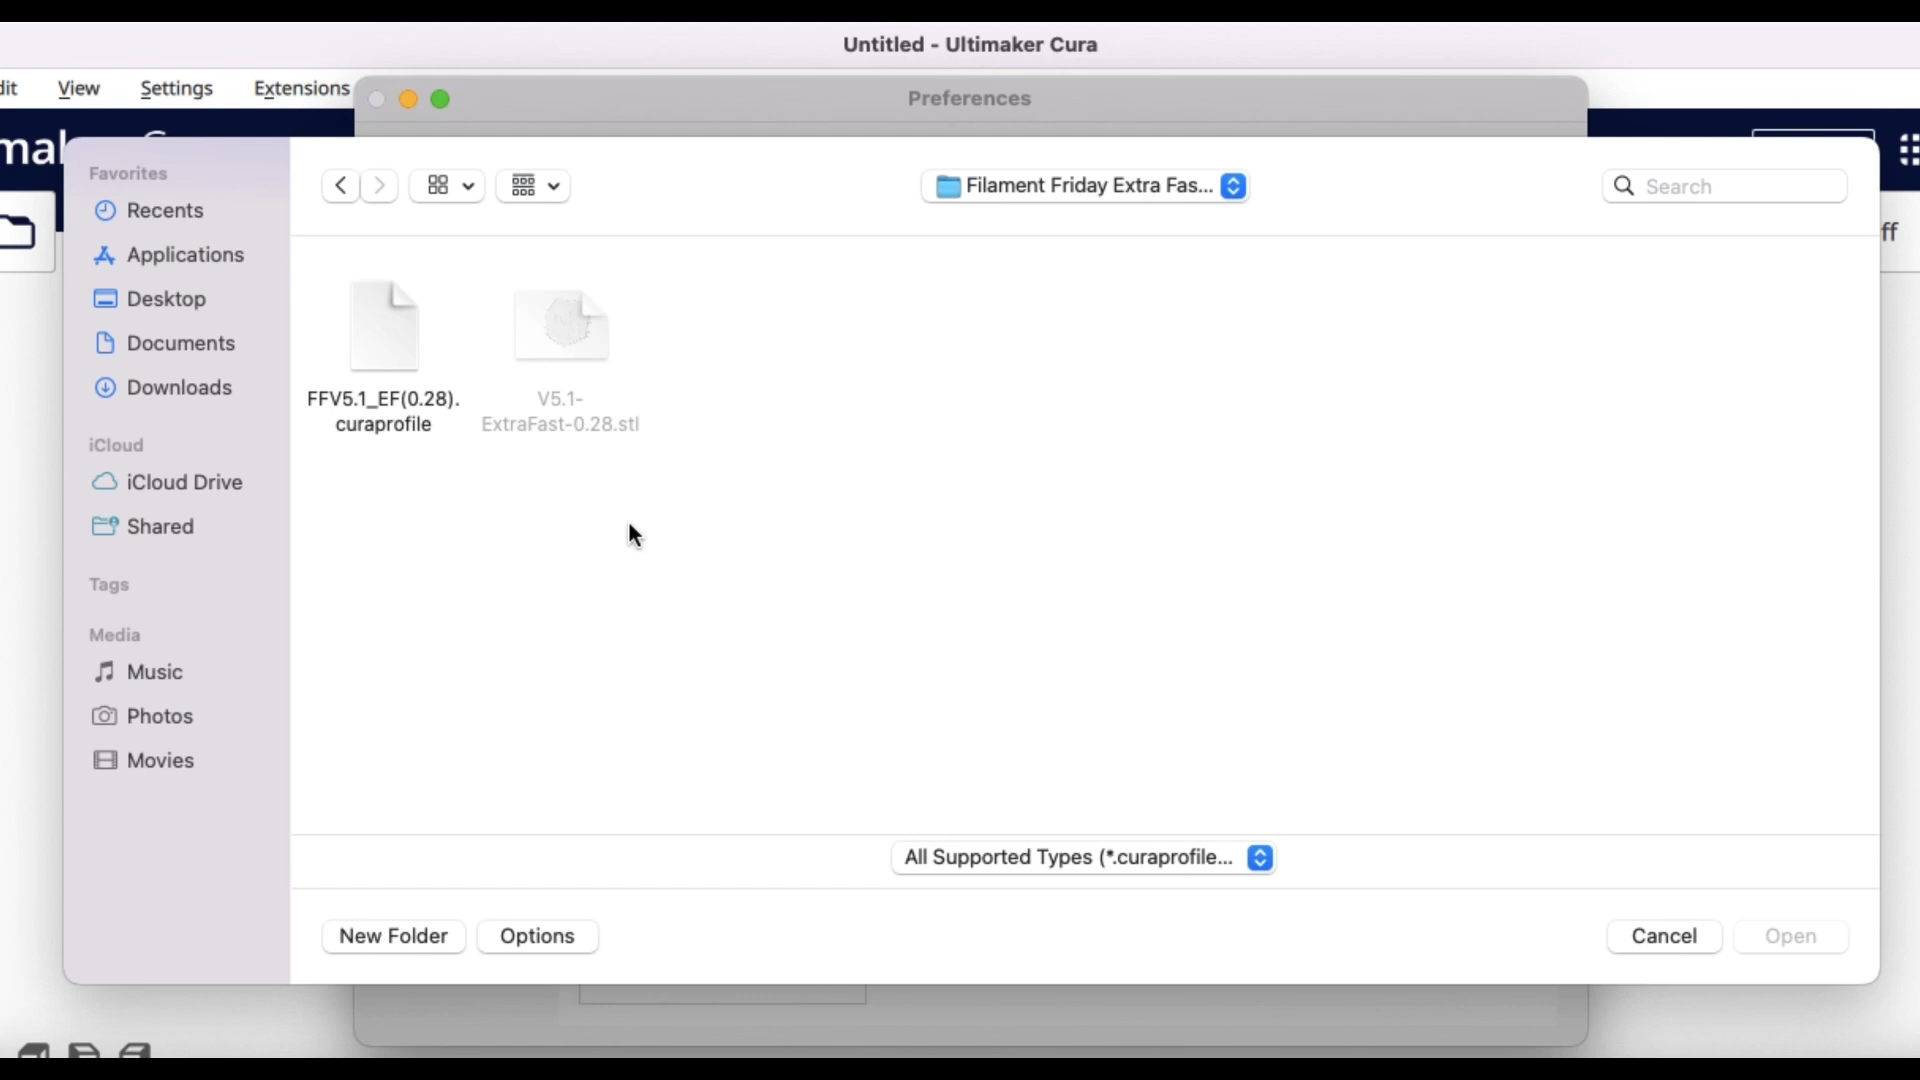 Untitled - Ultimaker Cura
dit View Settings Extensions
Preferences
mal
Favorites
Recents
Applications
Desktop
Documents
Downloads
iCloud
iCloud Drive
Shared
Tags
Media
Music
Photos
Movies
Filament Friday Extra Fas...
Search
ff
FFV5.1_EF(0.28).
curaprofile
V5.1-
ExtraFast-0.28.stl
All Supported Types (*.curaprofile...
New Folder
Options
Cancel
Open